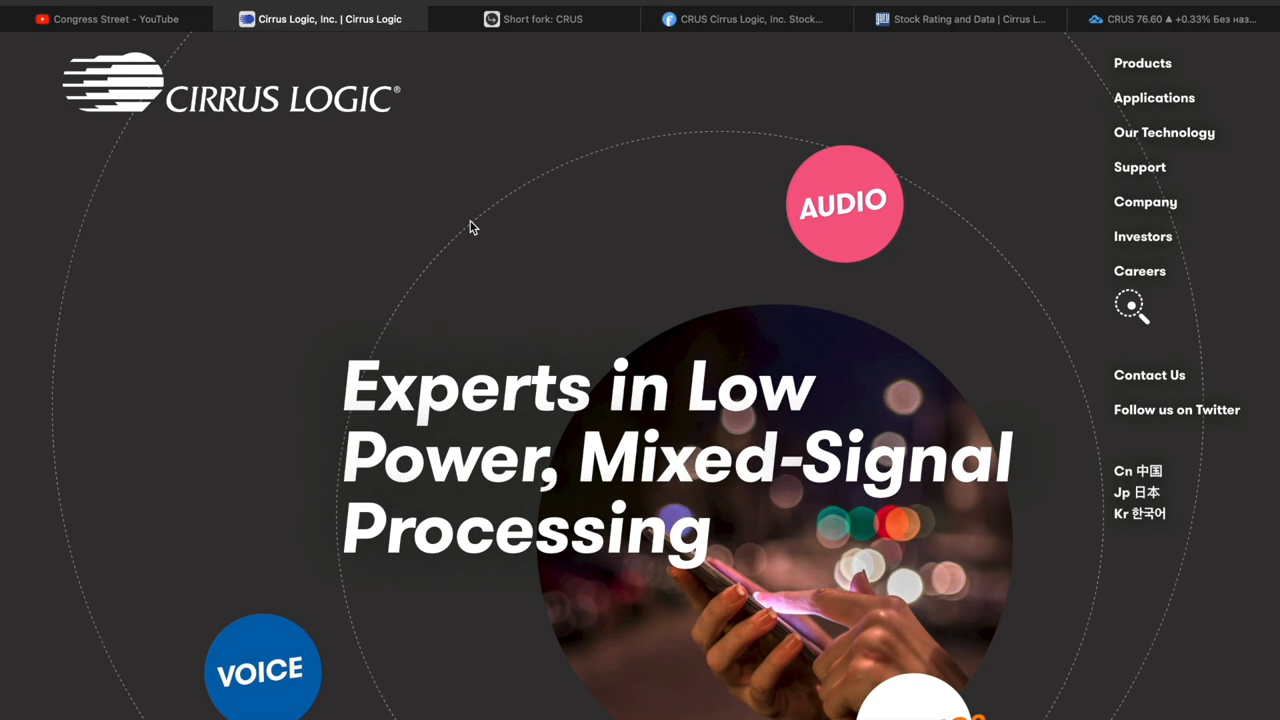 Congress Street - YouTube
Cirrus Logic, Inc. | Cirrus Logic
Short fork: CRUS
CRUS Cirrus Logic, Inc. Stock...
Stock Rating and Data | Cirrus L...
CRUS 76.60 ▲ +0.33% Без наз...
CIRRUS LOGIC®
Products
Applications
Our Technology
Support
Company
Investors
Careers
Contact Us
Follow us on Twitter
Cn 中国
Jp 日本
Kr 한국어
AUDIO
Experts in Low
Power, Mixed-Signal
Processing
VOICE